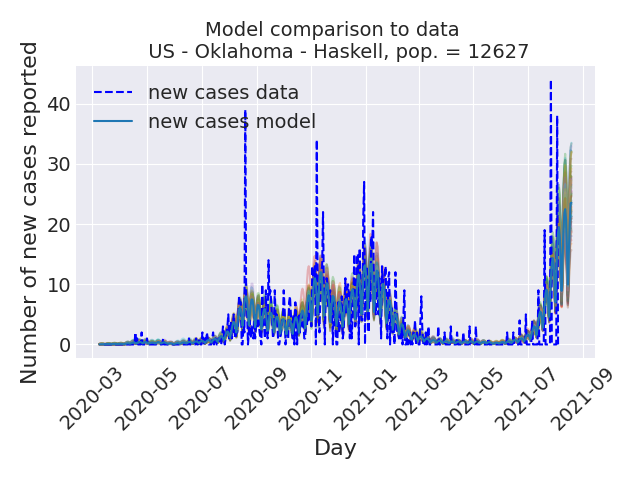 Model comparison to data
US - Oklahoma - Haskell, pop. = 12627
Number of new cases reported
40
30
20
10
0
new cases data
new cases model
2020-03
2020-05
2020-07
2020-09
2020-11
2021-01
2021-03
2021-05
2021-07
2021-09
Day